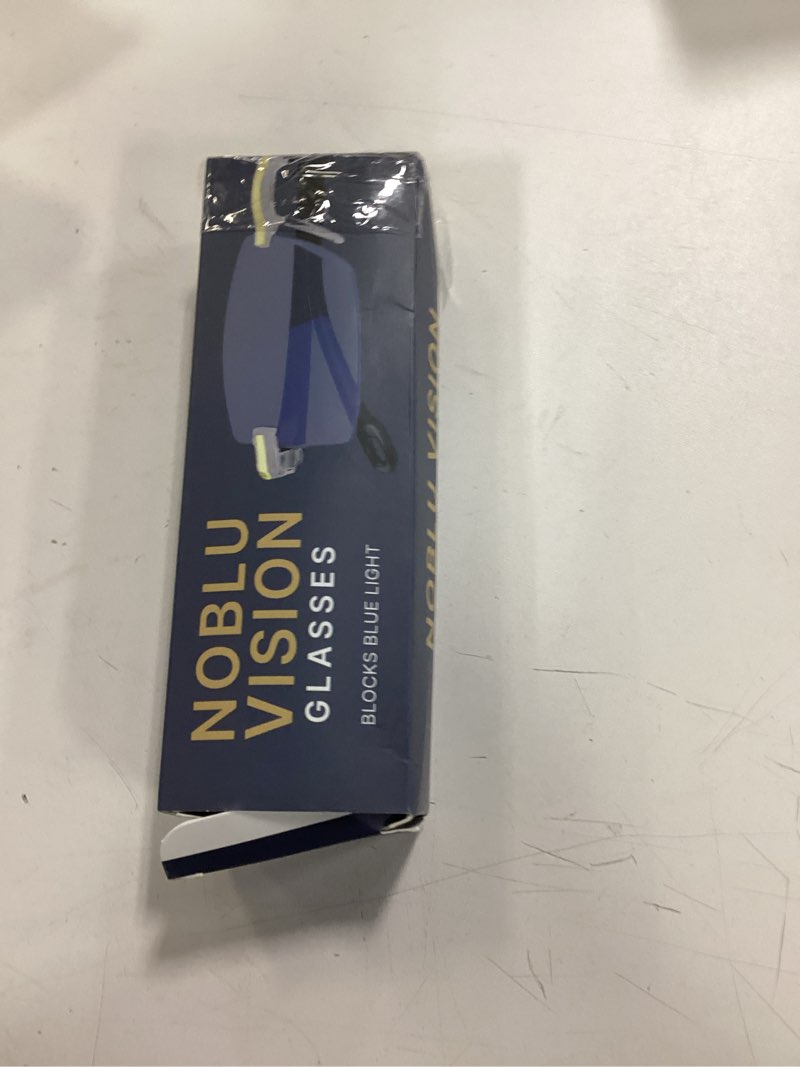 NOBLU
VISION
GLASSES
BLOCKS BLUE LIGHT
NOBLU VISION